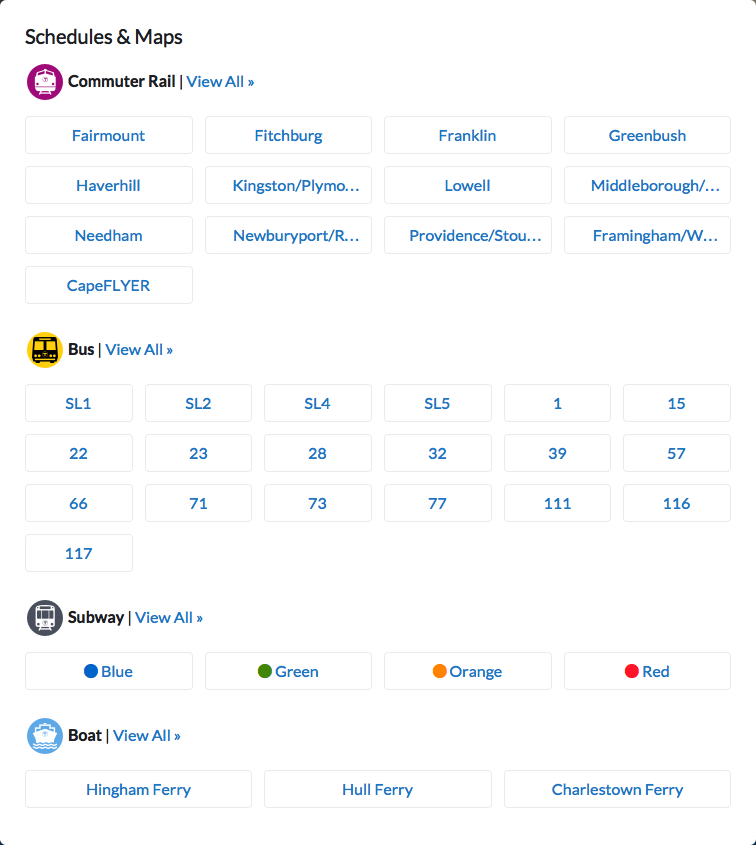 Schedules & Maps
Commuter Rail | View All »
Fairmount Fitchburg Franklin Greenbush
Haverhill Kingston/Plymo... Lowell Middleborough/...
Needham Newburyport/R... Providence/Stou... Framingham/W...
CapeFLYER
Bus | View All »
SL1 SL2 SL4 SL5 1 15
22 23 28 32 39 57
66 71 73 77 111 116
117
Subway | View All »
Blue Green Orange Red
Boat | View All »
Hingham Ferry Hull Ferry Charlestown Ferry